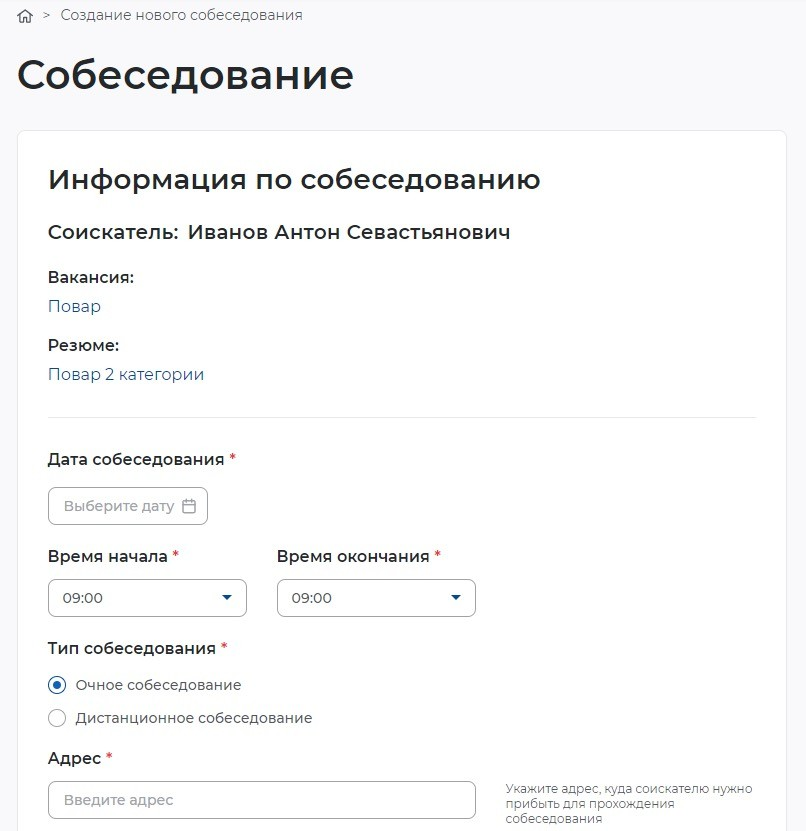 > Создание нового собеседования
Собеседование
Информация по собеседованию
Соискатель: Иванов Антон Севастьянович
Вакансия:
Повар
Резюме:
Повар 2 категории
Дата собеседования *
Выберите дату
Время начала * Время окончания *
09:00 09:00
Тип собеседования *
Очное собеседование
Дистанционное собеседование
Адрес *
Введите адрес
Укажите адрес, куда соискателю нужно
прибыть для прохождения
собеседования